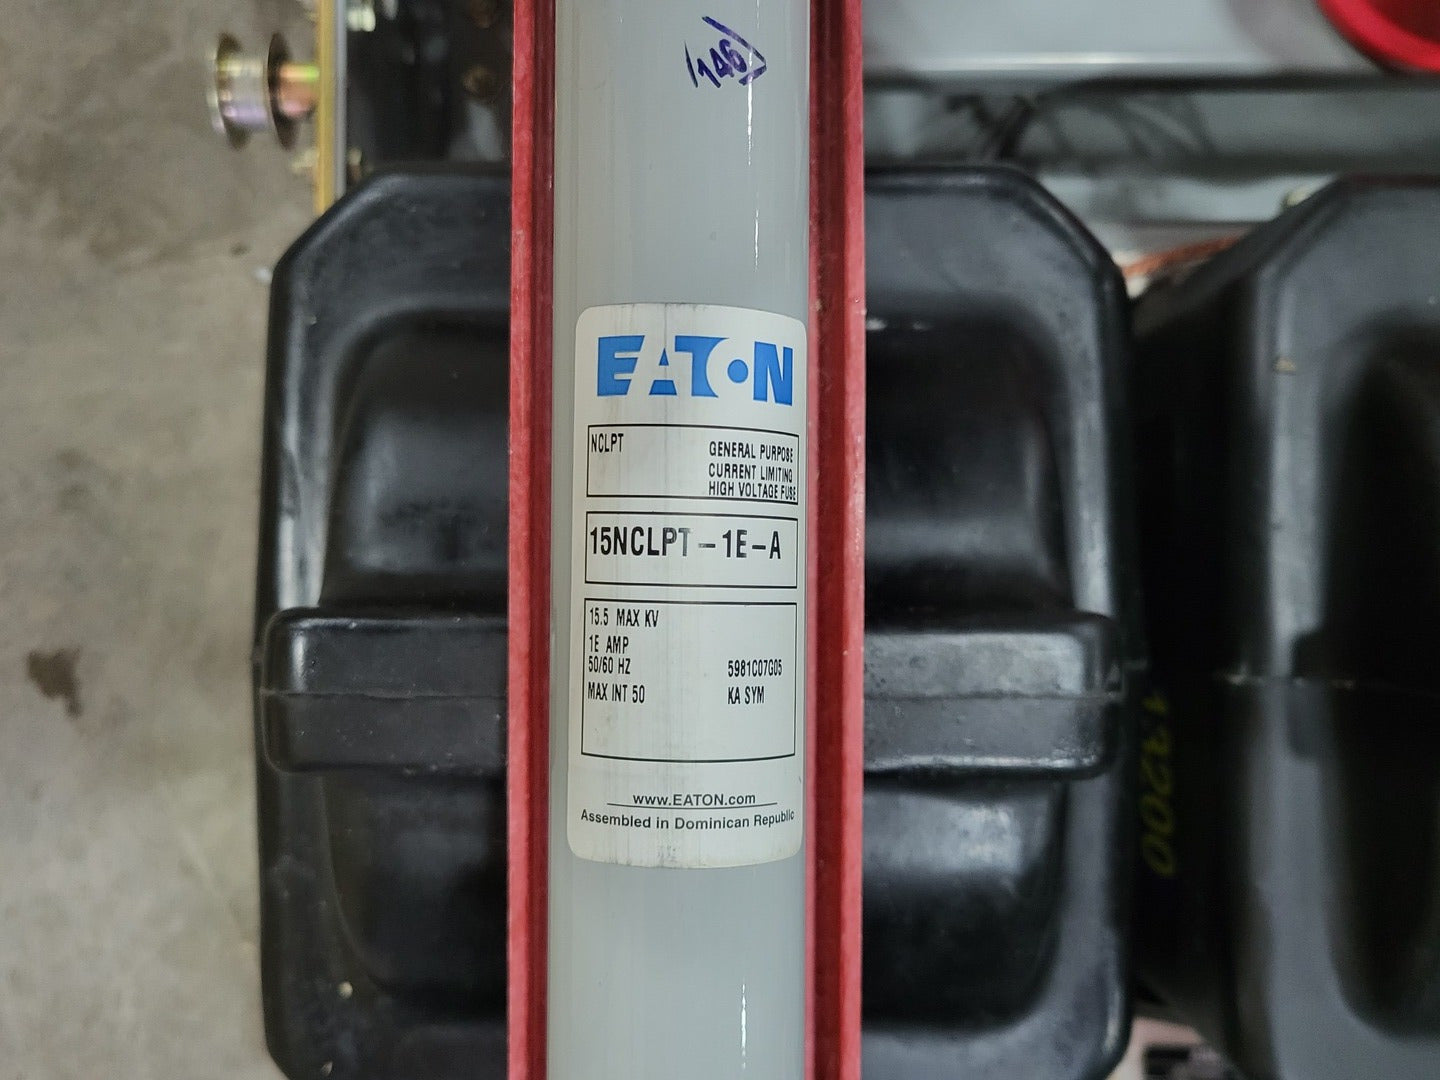 146
EATON
NCLPT
GENERAL PURPOSE
CURRENT LIMITING
HIGH VOLTAGE FUSE
15NCLPT-1E-A
15.5 MAX KV
1E AMP
50/60 HZ 5981C07G05
MAX INT 50 KA SYM
www.EATON.com
Assembled in Dominican Republic